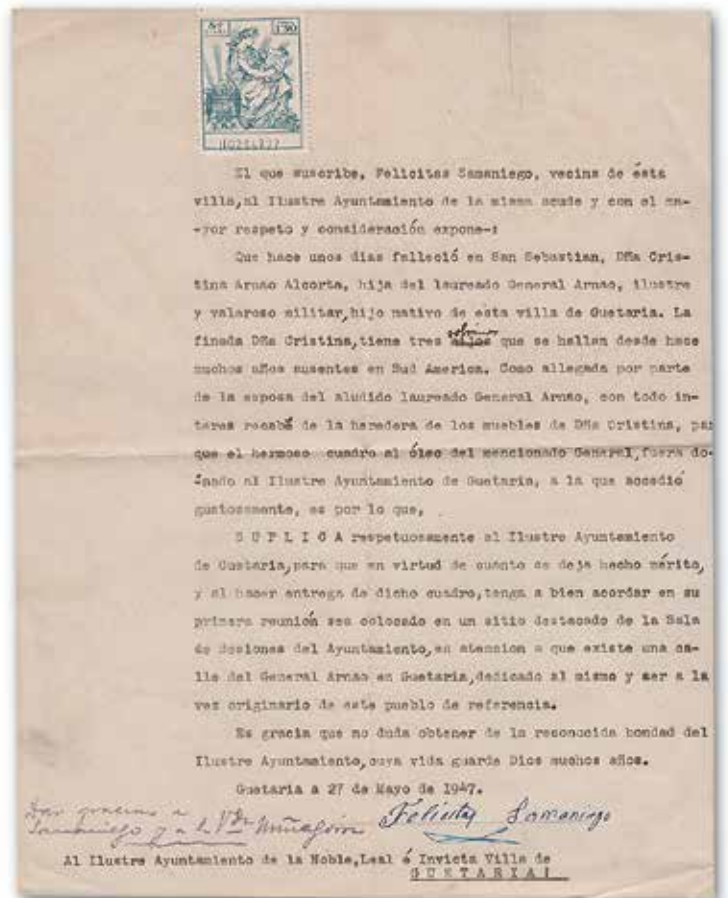 1'50
El que suscribe, Felicitas Samaniego, vecina de ésta
villa,al Ilustre Ayuntamiento de la misma acude y con el ma-
-yor respeto y consideración expone-:
Que hace unos dias falleció en San Sebastian, Dña Cris-
tina Arnao Alcorta, hija del laureado General Arnao, ilustre
y valeroso militar,hijo nativo de esta villa de Guetaria. La
sobrinos
finada Dña Cristina,tiene tres hijos que se hallan desde hace
muchos años ausentes en Sud America. Como allegada por parte
de la esposa del aludido laureado General Arnao, con todo in-
teres recabé de la heredera de los muebles de Dña Cristina, par
que el hermoso cuadro al óleo del mencionado General,fuera do-
nado al Ilustre Ayuntamiento de Guetaria, a la que accedió
gustosamente, es por lo que,
S U P L I C A respetuosamente al Ilustre Ayuntamiento
de Guetaria,para que en virtud de cuánto se deja hecho mérito,
y al hacer entrega de dicho cuadro,tenga a bien acordar en su
primera reunión sea colocado en un sitio destacado de la Sala
de Sesiones del Ayuntamiento,en atencion a que existe una ca-
lle del General Arnao en Guetaria,dedicado al mismo y ser a la
vez originario de este pueblo de referencia.
Es gracia que no duda obtener de la reconocida bondad del
Ilustre Ayuntamiento,cuya vida guarde Dios muchos años.
Guetaria a 27 de Mayo de 1947.
Dar gracias a
Samaniego y a la Vda Muñagorri
Felicitas Samaniego
Al Ilustre Ayuntamiento de la Noble,Leal é Invicta Villa de
GUETARIA!